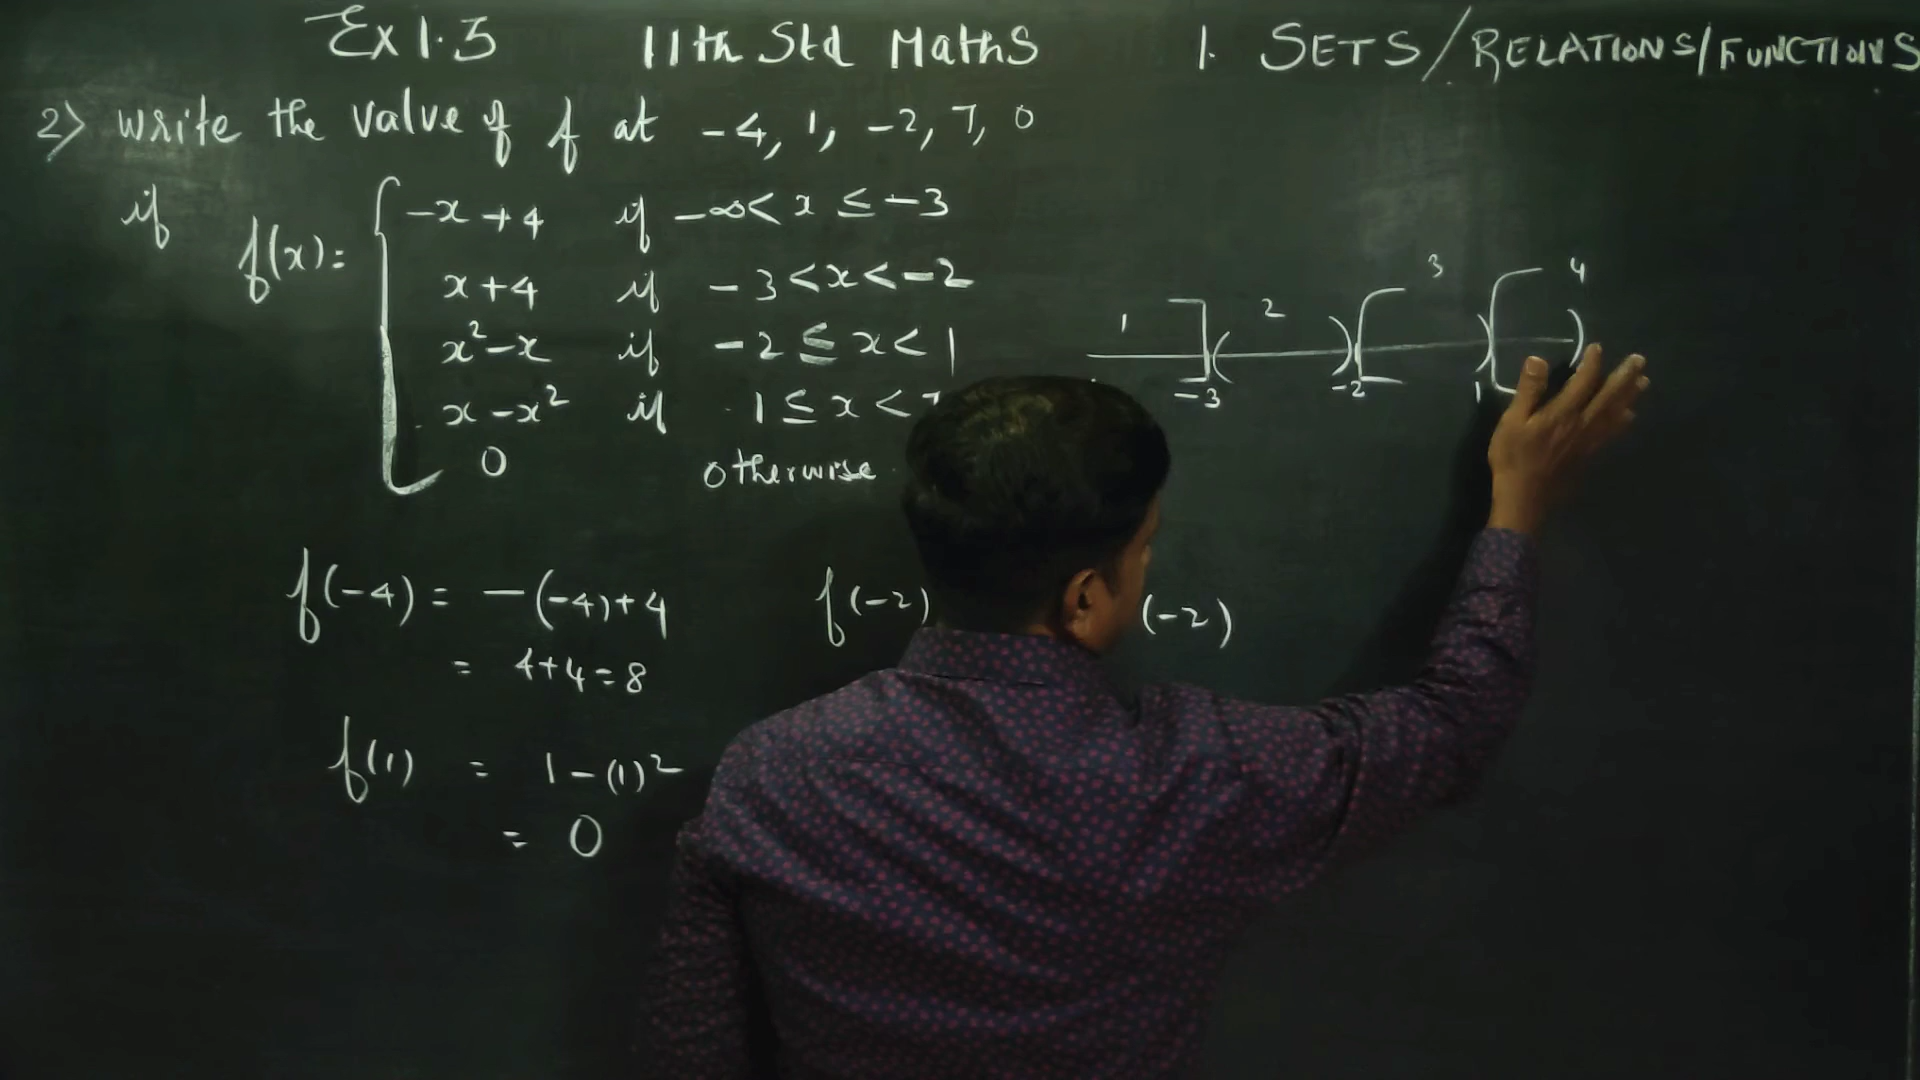 Ex 1.3 11th Std Maths 1. SETS/RELATIONS/FUNCTIONS
2) write the value of f at -4, 1, -2, 7, 0
if f(x) =
-x + 4 if -∞ < x ≤ -3
x + 4 if -3 < x < -2
x² - x if -2 ≤ x < 1
x - x² if 1 ≤ x <
0 otherwise
1 2 3 4
-3 -2 1
f(-4) = -(-4) + 4
= 4 + 4 = 8
f(-2) (-2)
f(1) = 1 - (1)²
= 0